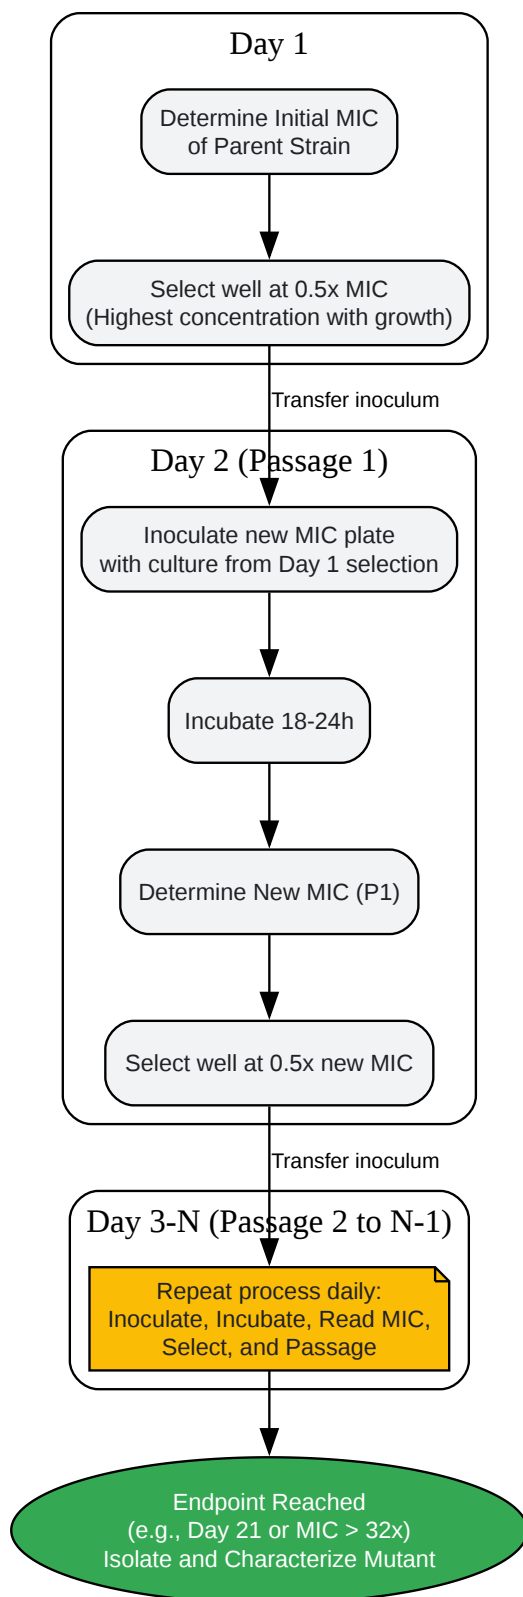 Day 1
Determine Initial MIC
of Parent Strain
Select well at 0.5x MIC
(Highest concentration with growth)
Transfer inoculum
Day 2 (Passage 1)
Inoculate new MIC plate
with culture from Day 1 selection
Incubate 18-24h
Determine New MIC (P1)
Select well at 0.5x new MIC
Transfer inoculum
Day 3-N (Passage 2 to N-1)
Repeat process daily:
Inoculate, Incubate, Read MIC,
Select, and Passage
Endpoint Reached
(e.g., Day 21 or MIC > 32x)
Isolate and Characterize Mutant